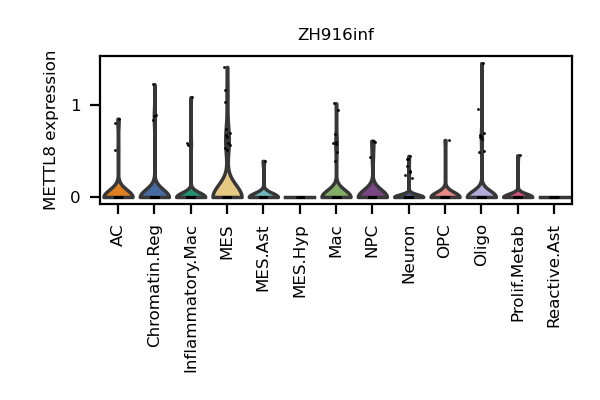 ZH916inf
METTL8 expression
1
0
AC
Chromatin.Reg
Inflammatory.Mac
MES
MES.Ast
MES.Hyp
Mac
NPC
Neuron
OPC
Oligo
Prolif.Metab
Reactive.Ast